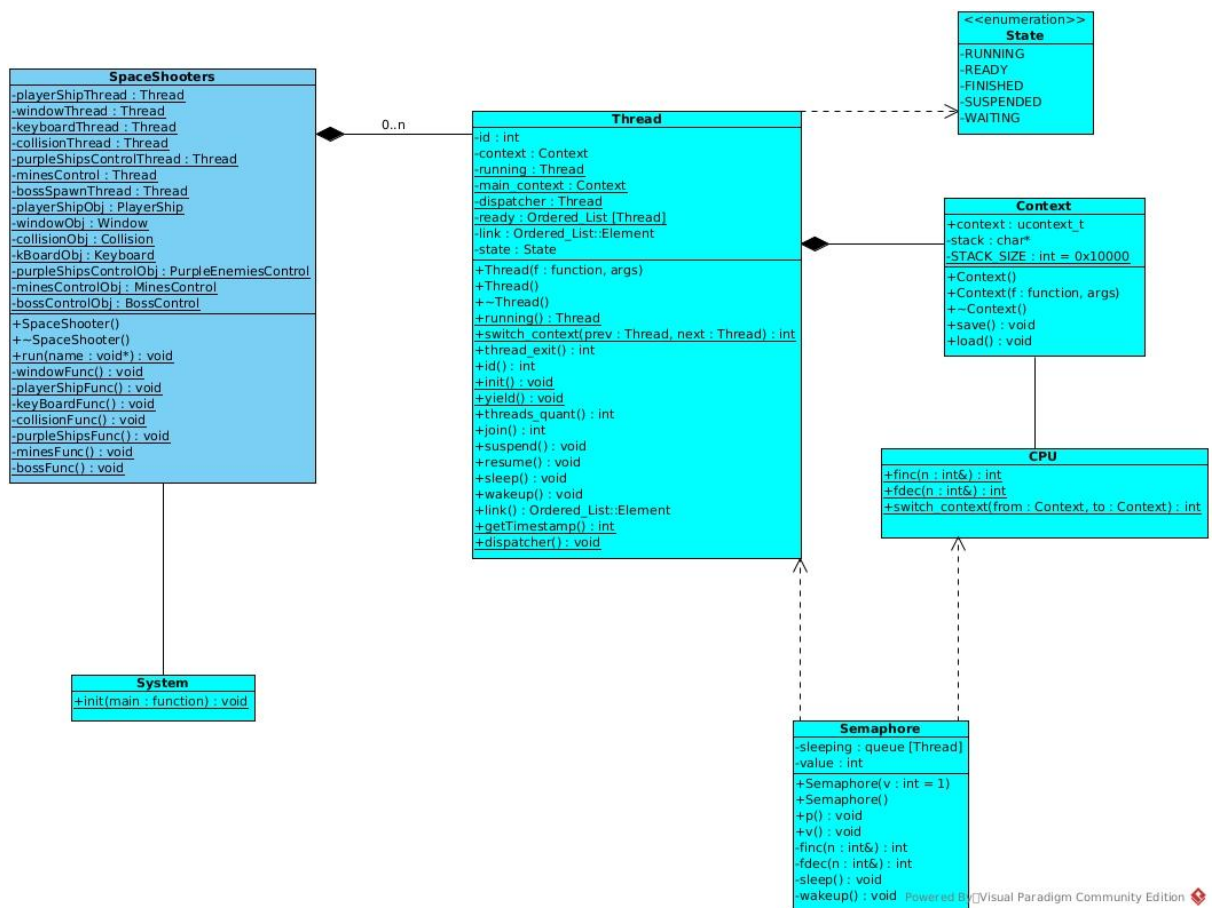 SpaceShooters
-playerShipThread : Thread
-windowThread : Thread
-keyboardThread : Thread
-collisionThread : Thread
-purpleShipsControlThread : Thread
-minesControl : Thread
-bossSpawnThread : Thread
-playerShipObj : PlayerShip
-windowObj : Window
-collisionObj : Collision
-kBoardObj : Keyboard
-purpleShipsControlObj : PurpleEnemiesControl
-minesControlObj : MinesControl
-bossControlObj : BossControl
+SpaceShooter()
+~SpaceShooter()
+run(name : void*) : void
-windowFunc() : void
-playerShipFunc() : void
-keyBoardFunc() : void
-collisionFunc() : void
-purpleShipsFunc() : void
-minesFunc() : void
-bossFunc() : void
0..n
Thread
-id : int
-context : Context
-running : Thread
-main_context : Context
-dispatcher : Thread
-ready : Ordered_List [Thread]
-link : Ordered_List::Element
-state : State
+Thread(f : function, args)
+Thread()
+~Thread()
+running() : Thread
+switch_context(prev : Thread, next : Thread) : int
+thread_exit() : int
+id() : int
+init() : void
+yield() : void
+threads_quant() : int
+join() : int
+suspend() : void
+resume() : void
+sleep() : void
+wakeup() : void
+link() : Ordered_List::Element
+getTimestamp() : int
+dispatcher() : void
<<enumeration>>
State
-RUNNING
-READY
-FINISHED
-SUSPENDED
-WAITING
Context
+context : ucontext_t
-stack : char*
-STACK_SIZE : int = 0x10000
+Context()
+Context(f : function, args)
+~Context()
+save() : void
+load() : void
CPU
+finc(n : int&) : int
+fdec(n : int&) : int
+switch_context(from : Context, to : Context) : int
System
+init(main : function) : void
Semaphore
-sleeping : queue [Thread]
-value : int
+Semaphore(v : int = 1)
+Semaphore()
+p() : void
+v() : void
-finc(n : int&) : int
-fdec(n : int&) : int
-sleep() : void
-wakeup() : void
Powered By Visual Paradigm Community Edition